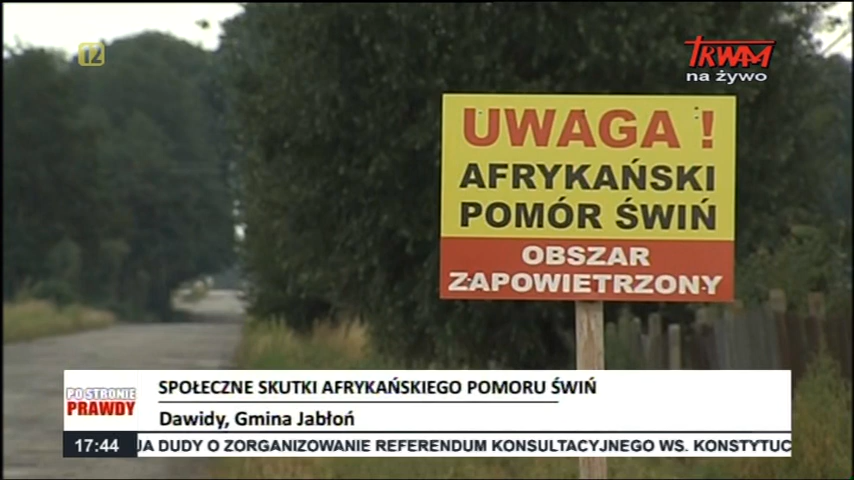 12
TRWAM
na żywo
UWAGA !
AFRYKAŃSKI
POMÓR ŚWIŃ
OBSZAR
ZAPOWIETRZONY
PO STRONIE
PRAWDY
SPOŁECZNE SKUTKI AFRYKAŃSKIEGO POMORU ŚWIŃ
Dawidy, Gmina Jabłoń
17:44 JA DUDY O ZORGANIZOWANIE REFERENDUM KONSULTACYJNEGO WS. KONSTYTUC